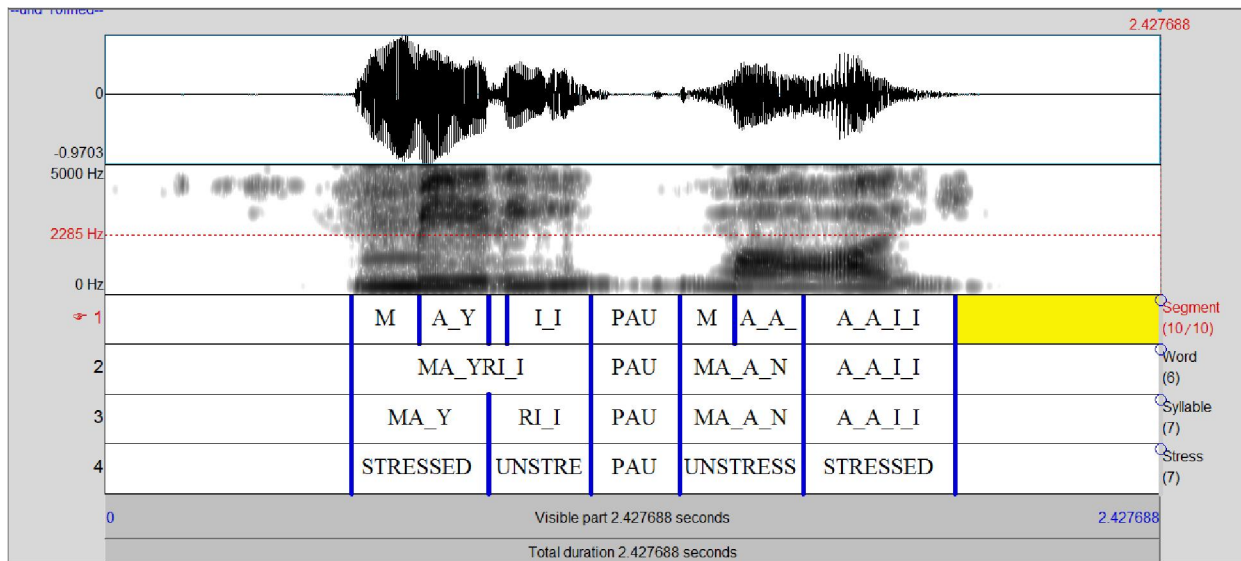 2.427688
0
-0.9703
5000 Hz
2285 Hz
0 Hz
☞ 1 M A_Y I_I PAU M A_A_ A_A_I_I Segment (10/10)
2 MA_YRI_I PAU MA_A_N A_A_I_I Word (6)
3 MA_Y RI_I PAU MA_A_N A_A_I_I Syllable (7)
4 STRESSED UNSTRE PAU UNSTRESS STRESSED Stress (7)
0 Visible part 2.427688 seconds 2.427688
Total duration 2.427688 seconds